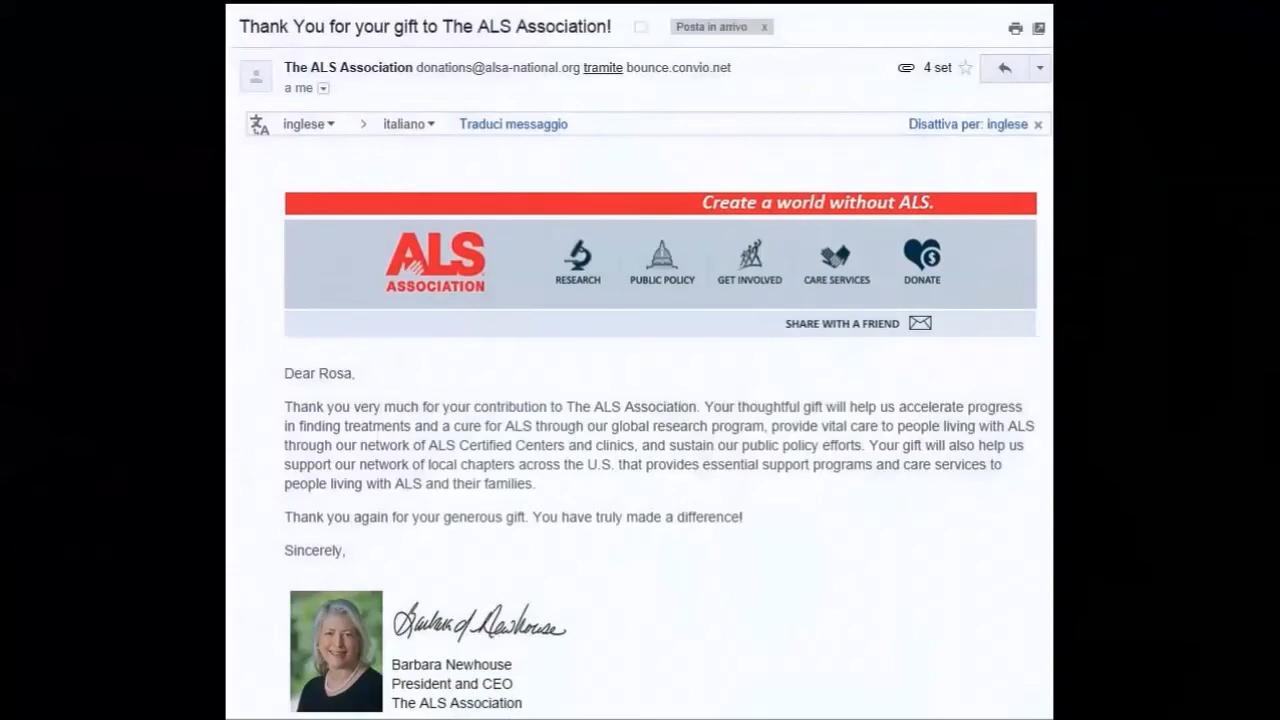 Thank You for your gift to The ALS Association!
Posta in arrivo x
The ALS Association donations@alsa-national.org tramite bounce.convio.net
4 set
a me
inglese > italiano Traduci messaggio Disattiva per: inglese x
Create a world without ALS.
ALS
ASSOCIATION
RESEARCH PUBLIC POLICY GET INVOLVED CARE SERVICES DONATE
SHARE WITH A FRIEND
Dear Rosa,
Thank you very much for your contribution to The ALS Association. Your thoughtful gift will help us accelerate progress
in finding treatments and a cure for ALS through our global research program, provide vital care to people living with ALS
through our network of ALS Certified Centers and clinics, and sustain our public policy efforts. Your gift will also help us
support our network of local chapters across the U.S. that provides essential support programs and care services to
people living with ALS and their families.
Thank you again for your generous gift. You have truly made a difference!
Sincerely,
Barbara J Newhouse
Barbara Newhouse
President and CEO
The ALS Association